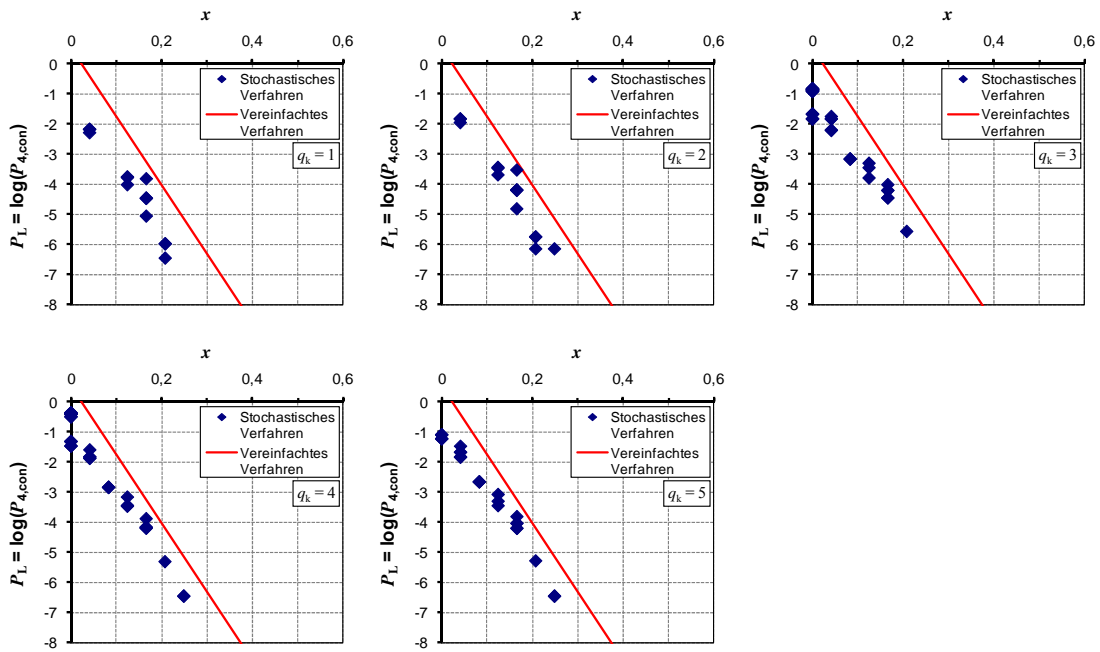 x
0
0,2
0,4
0,6
0
-1
-2
-3
-4
-5
-6
-7
-8
P_L = log(P_4,con)
Stochastisches
Verfahren
Vereinfachtes
Verfahren
q_k = 1
x
0
0,2
0,4
0,6
0
-1
-2
-3
-4
-5
-6
-7
-8
P_L = log(P_4,con)
Stochastisches
Verfahren
Vereinfachtes
Verfahren
q_k = 2
x
0
0,2
0,4
0,6
0
-1
-2
-3
-4
-5
-6
-7
-8
P_L = log(P_4,con)
Stochastisches
Verfahren
Vereinfachtes
Verfahren
q_k = 3
x
0
0,2
0,4
0,6
0
-1
-2
-3
-4
-5
-6
-7
-8
P_L = log(P_4,con)
Stochastisches
Verfahren
Vereinfachtes
Verfahren
q_k = 4
x
0
0,2
0,4
0,6
0
-1
-2
-3
-4
-5
-6
-7
-8
P_L = log(P_4,con)
Stochastisches
Verfahren
Vereinfachtes
Verfahren
q_k = 5